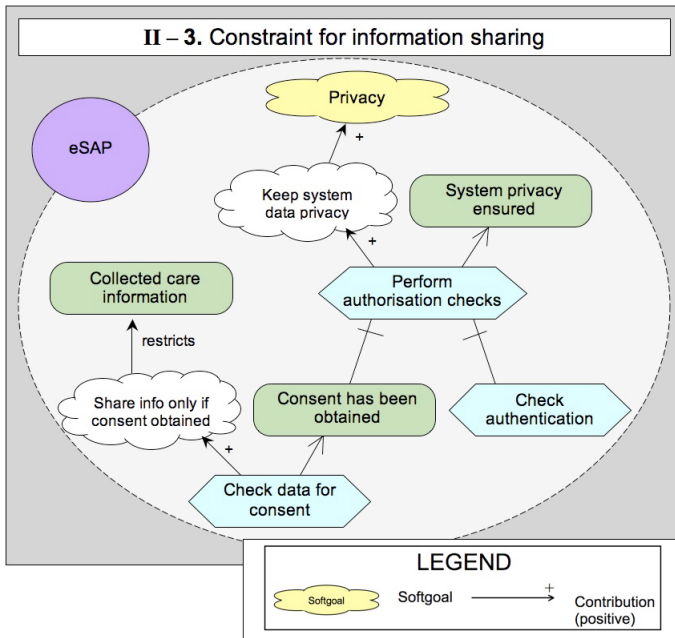 II – 3. Constraint for information sharing
Privacy
+
eSAP
Keep system
data privacy
System privacy
ensured
+
Collected care
information
Perform
authorisation checks
restricts
Share info only if
consent obtained
Consent has been
obtained
Check
authentication
+
Check data for
consent
LEGEND
Softgoal
Softgoal
+
Contribution
(positive)